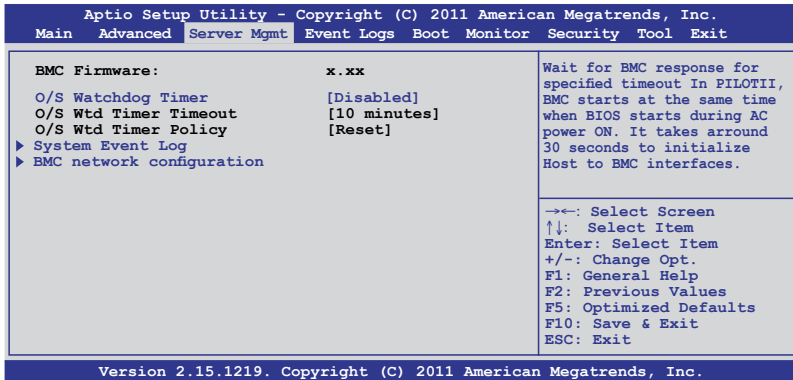 Aptio Setup Utility - Copyright (C) 2011 American Megatrends, Inc.
Main Advanced Server Mgmt Event Logs Boot Monitor Security Tool Exit
BMC Firmware: x.xx
O/S Watchdog Timer [Disabled]
O/S Wtd Timer Timeout [10 minutes]
O/S Wtd Timer Policy [Reset]
▶ System Event Log
▶ BMC network configuration
Wait for BMC response for
specified timeout In PILOTII,
BMC starts at the same time
when BIOS starts during AC
power ON. It takes arround
30 seconds to initialize
Host to BMC interfaces.
→←: Select Screen
↑↓: Select Item
Enter: Select Item
+/-: Change Opt.
F1: General Help
F2: Previous Values
F5: Optimized Defaults
F10: Save & Exit
ESC: Exit
Version 2.15.1219. Copyright (C) 2011 American Megatrends, Inc.